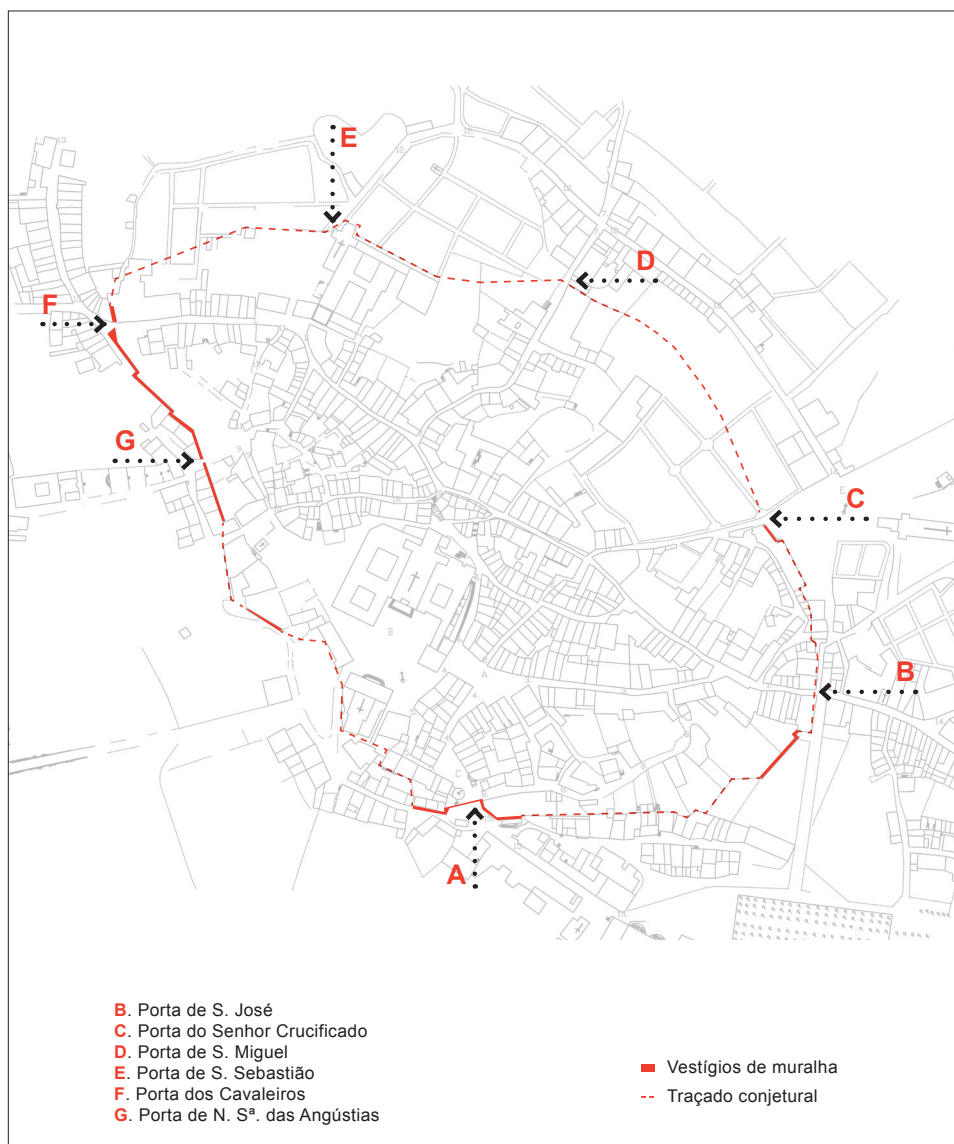 E
D
F
G
C
B
A
B. Porta de S. José
C. Porta do Senhor Crucificado
D. Porta de S. Miguel
E. Porta de S. Sebastião
F. Porta dos Cavaleiros
G. Porta de N. Sª. das Angústias
Vestígios de muralha
Traçado conjetural